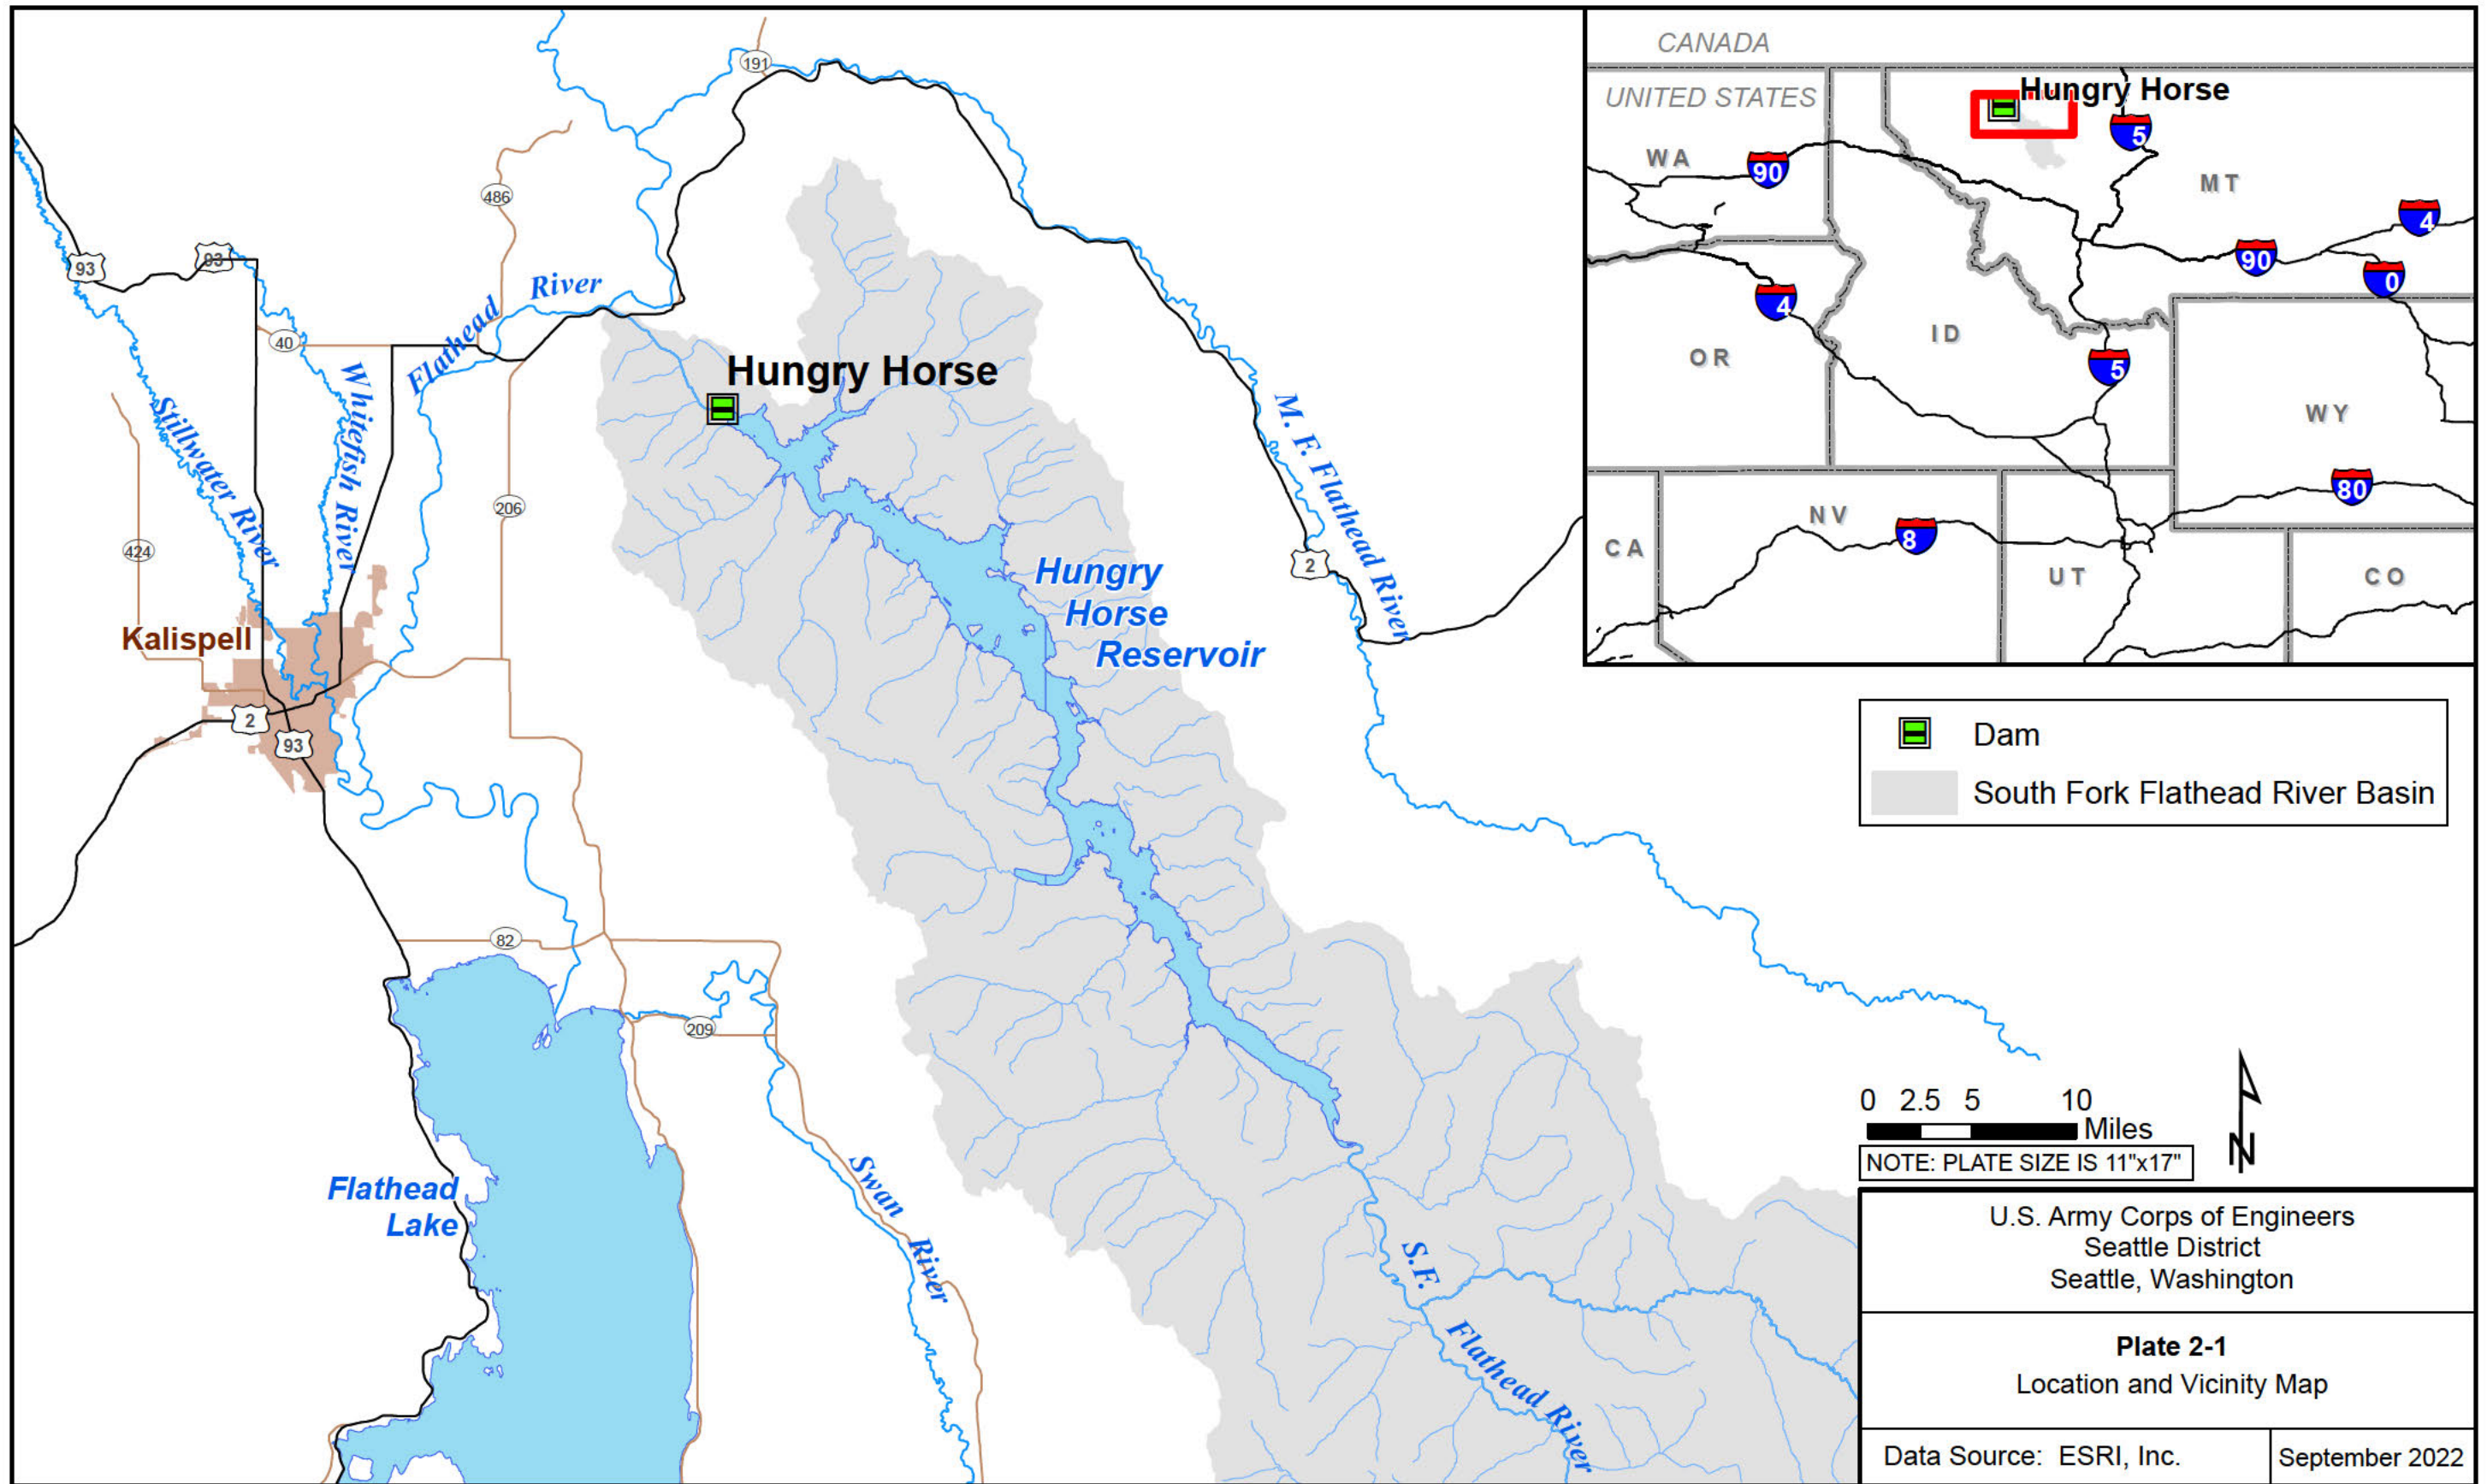 191
486
93
93
River
Flathead
40
Whitefish River
Stillwater River
206
424
Hungry Horse
Hungry
Horse
Reservoir
M. F. Flathead River
2
Kalispell
2
93
82
209
Flathead
Lake
Swan
River
S.F.
Flathead River
CANADA
UNITED STATES
Hungry Horse
WA
90
5
MT
4
90
0
4
ID
OR
5
WY
80
NV
8
CA
UT
CO
Dam
South Fork Flathead River Basin
0 2.5 5 10
Miles
NOTE: PLATE SIZE IS 11"x17"
N
U.S. Army Corps of Engineers
Seattle District
Seattle, Washington
Plate 2-1
Location and Vicinity Map
Data Source: ESRI, Inc.
September 2022